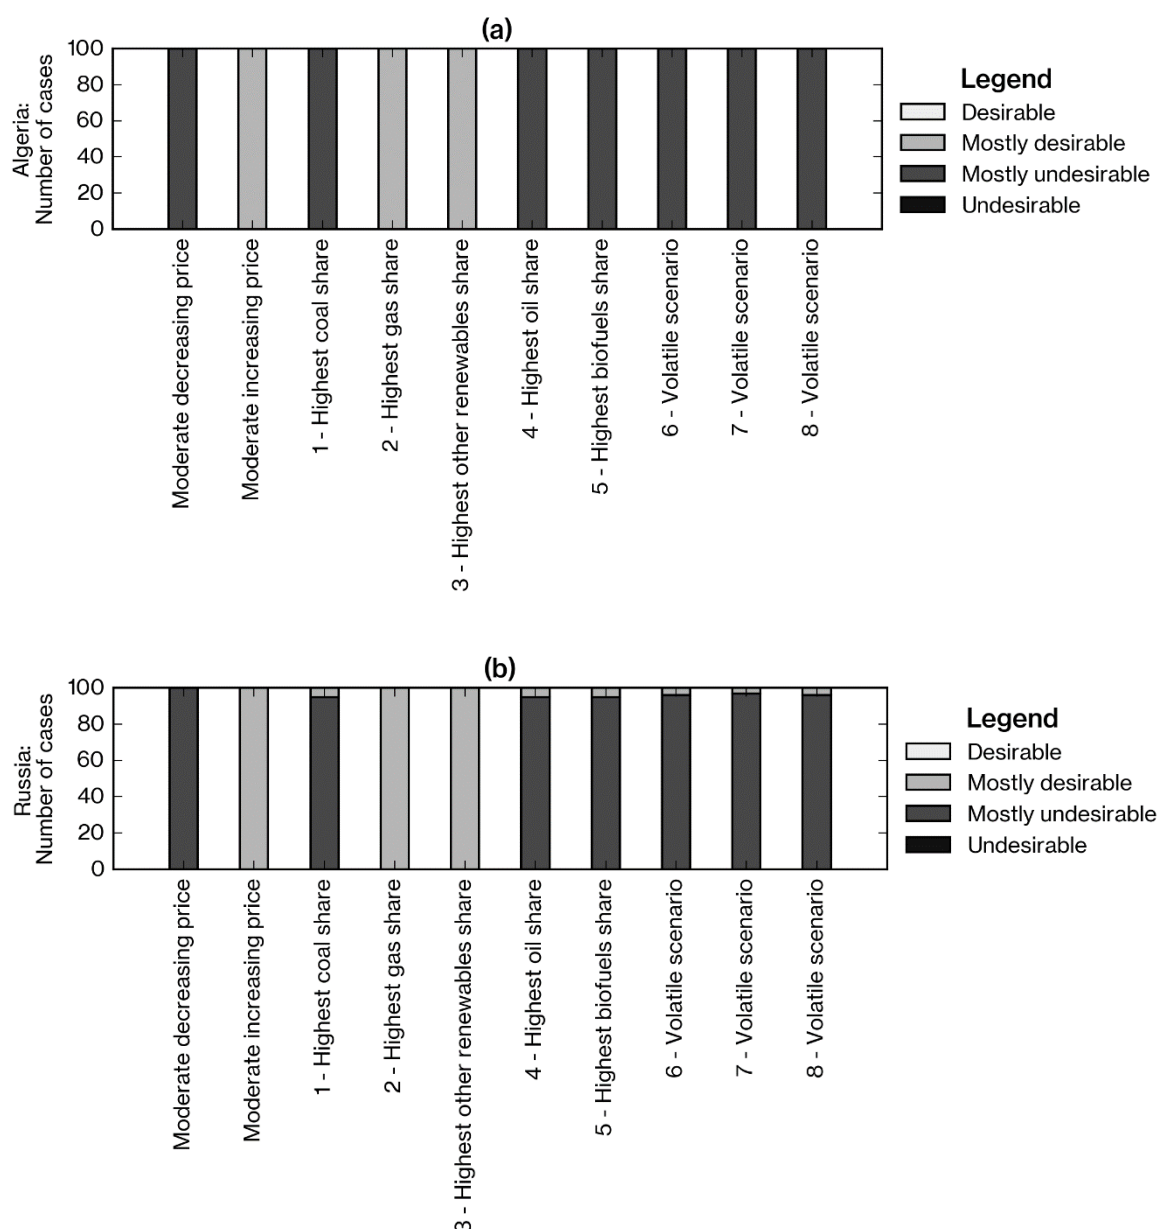 (a)
Algeria:
Number of cases
100
80
60
40
20
0
Moderate decreasing price
Moderate increasing price
1 - Highest coal share
2 - Highest gas share
3 - Highest other renewables share
4 - Highest oil share
5 - Highest biofuels share
6 - Volatile scenario
7 - Volatile scenario
8 - Volatile scenario
Legend
Desirable
Mostly desirable
Mostly undesirable
Undesirable
(b)
Russia:
Number of cases
100
80
60
40
20
0
Moderate decreasing price
Moderate increasing price
1 - Highest coal share
2 - Highest gas share
3 - Highest other renewables share
4 - Highest oil share
5 - Highest biofuels share
6 - Volatile scenario
7 - Volatile scenario
8 - Volatile scenario
Legend
Desirable
Mostly desirable
Mostly undesirable
Undesirable